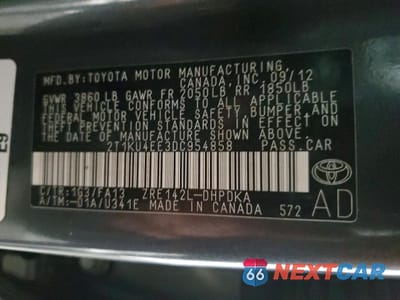 MFD.BY:TOYOTA MOTOR MANUFACTURING,
CANADA, INC. 09/12
GVWR 3860 LB GAWR FR 2050LB RR 1850LB
THIS VEHICLE CONFORMS TO ALL APPLICABLE
FEDERAL MOTOR VEHICLE SAFETY, BUMPER, AND
THEFT PREVENTION STANDARDS IN EFFECT ON
THE DATE OF MANUFACTURE SHOWN ABOVE.
2T1KU4EE3DC954858 PASS.CAR
C/TR:1G3/FA13 ZRE142L-DHPDKA
A/TM:-01A/U341E MADE IN CANADA 572
TOYOTA
AD
66 NEXTCAR